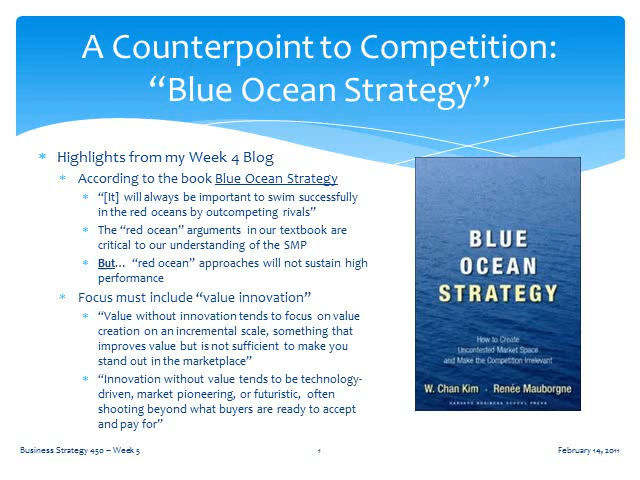 A Counterpoint to Competition:
“Blue Ocean Strategy”
Highlights from my Week 4 Blog
According to the book Blue Ocean Strategy
“[It] will always be important to swim successfully
in the red oceans by outcompeting rivals”
The “red ocean” arguments in our textbook are
critical to our understanding of the SMP
But… “red ocean” approaches will not sustain high
performance
Focus must include “value innovation”
“Value without innovation tends to focus on value
creation on an incremental scale, something that
improves value but is not sufficient to make you
stand out in the marketplace”
“Innovation without value tends to be technology-
driven, market pioneering, or futuristic, often
shooting beyond what buyers are ready to accept
and pay for”
BLUE
OCEAN
STRATEGY
How to Create
Uncontested Market Space
and Make the Competition Irrelevant
W. Chan Kim • Renée Mauborgne
HARVARD BUSINESS SCHOOL PRESS
Business Strategy 450 – Week 5
1
February 14, 2011